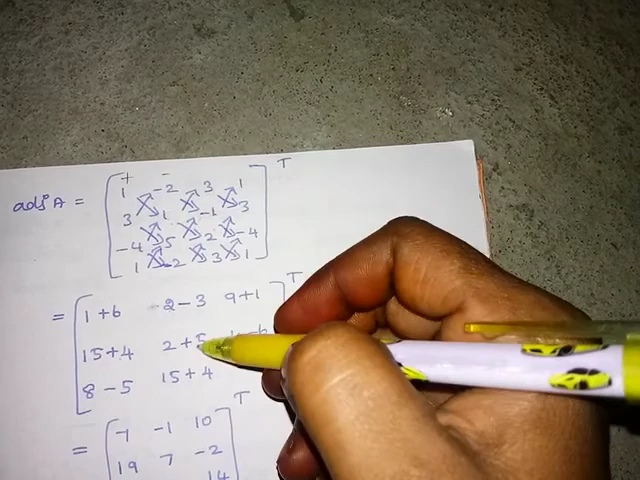 + - -
adj A = [ 1 -2 3 1 ] T
3 1 -1 3
-4 5 2 -4
1 -2 3 1
= [ 1+6 -2-3 9+1 ] T
15+4 2+5
8-5 15+4
= [ 7 -1 10 ] T
19 7 -2
14